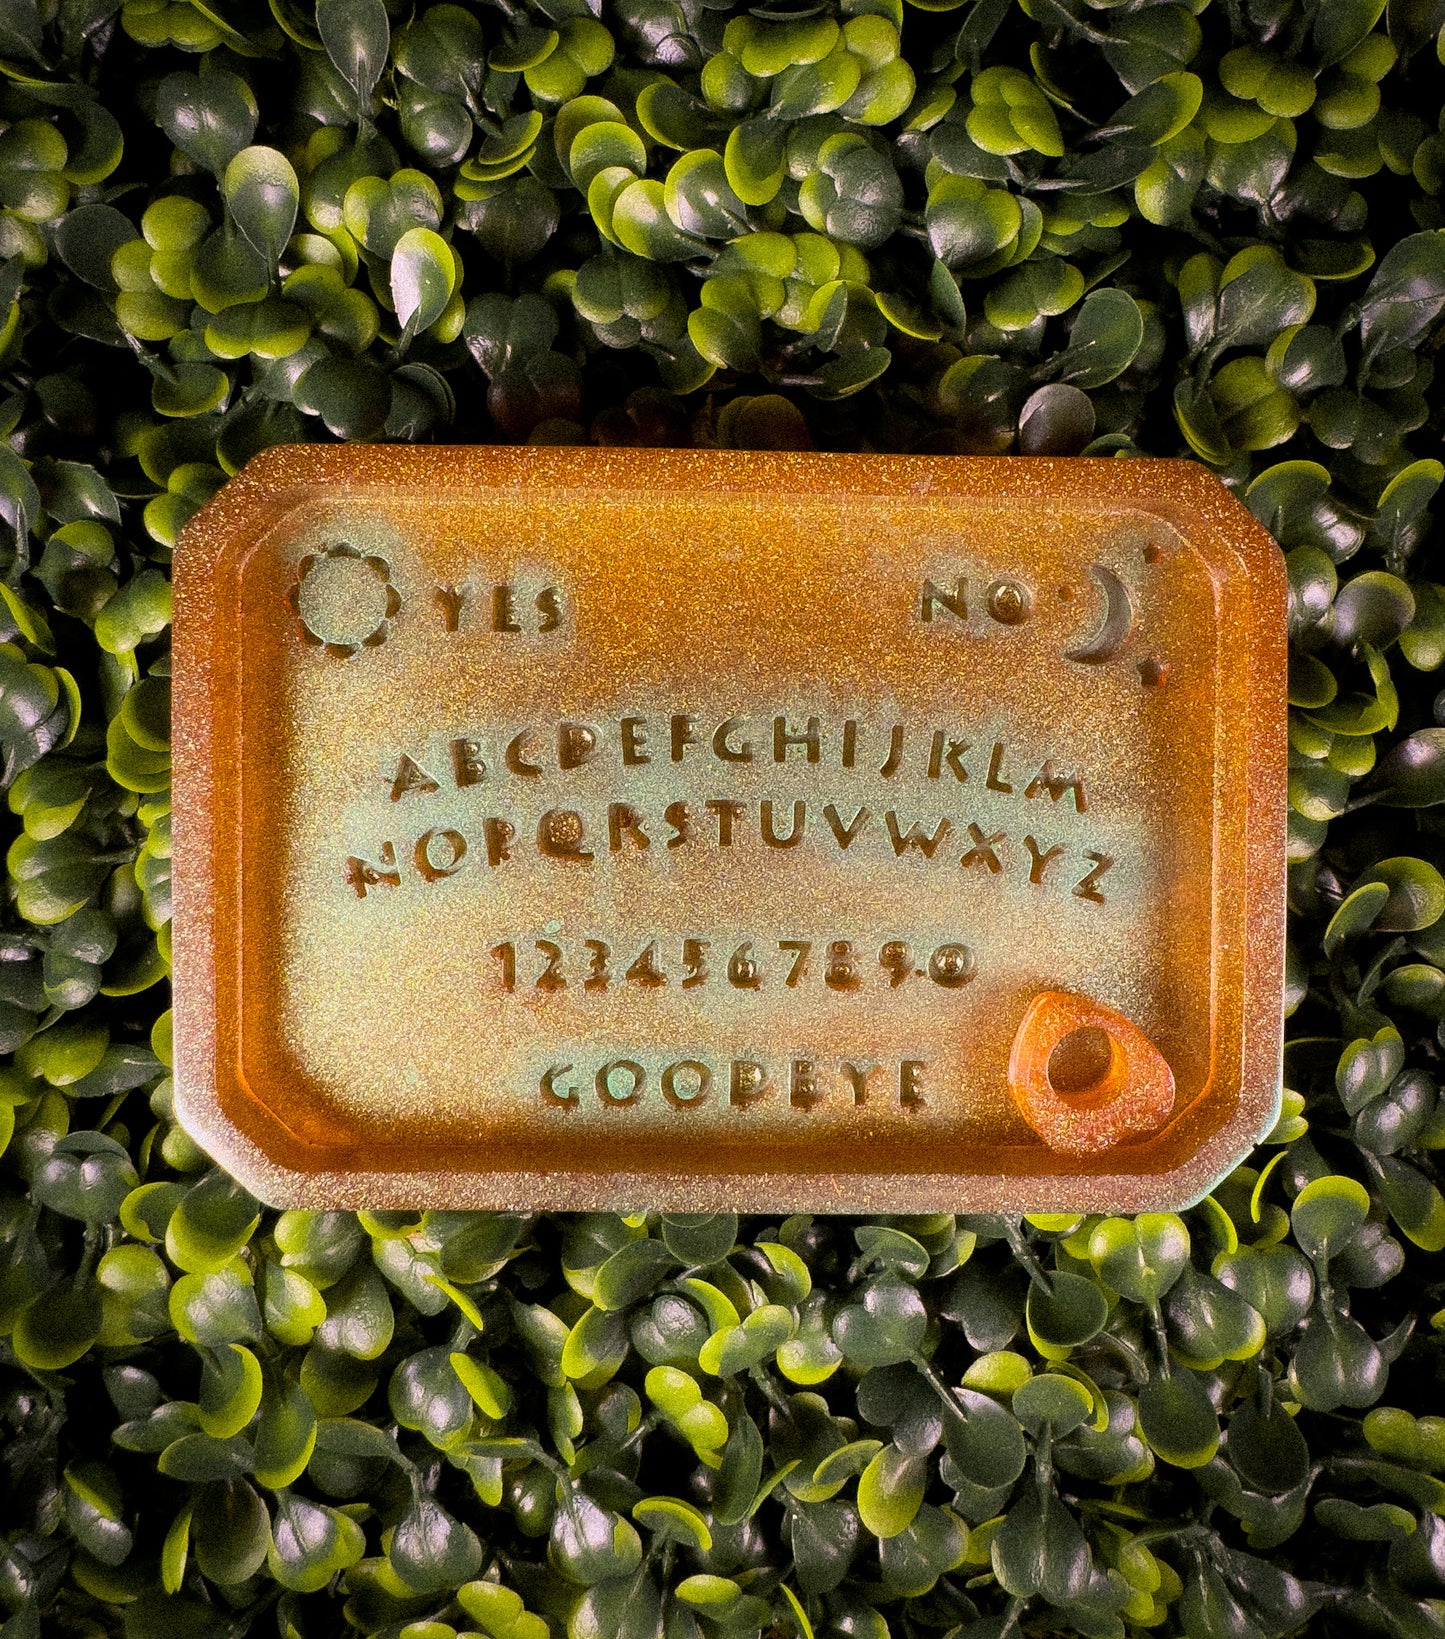 YES NO
ABCDEFGHIJKLM
NOPQRSTUVWXYZ
1234567890
GOODBYE